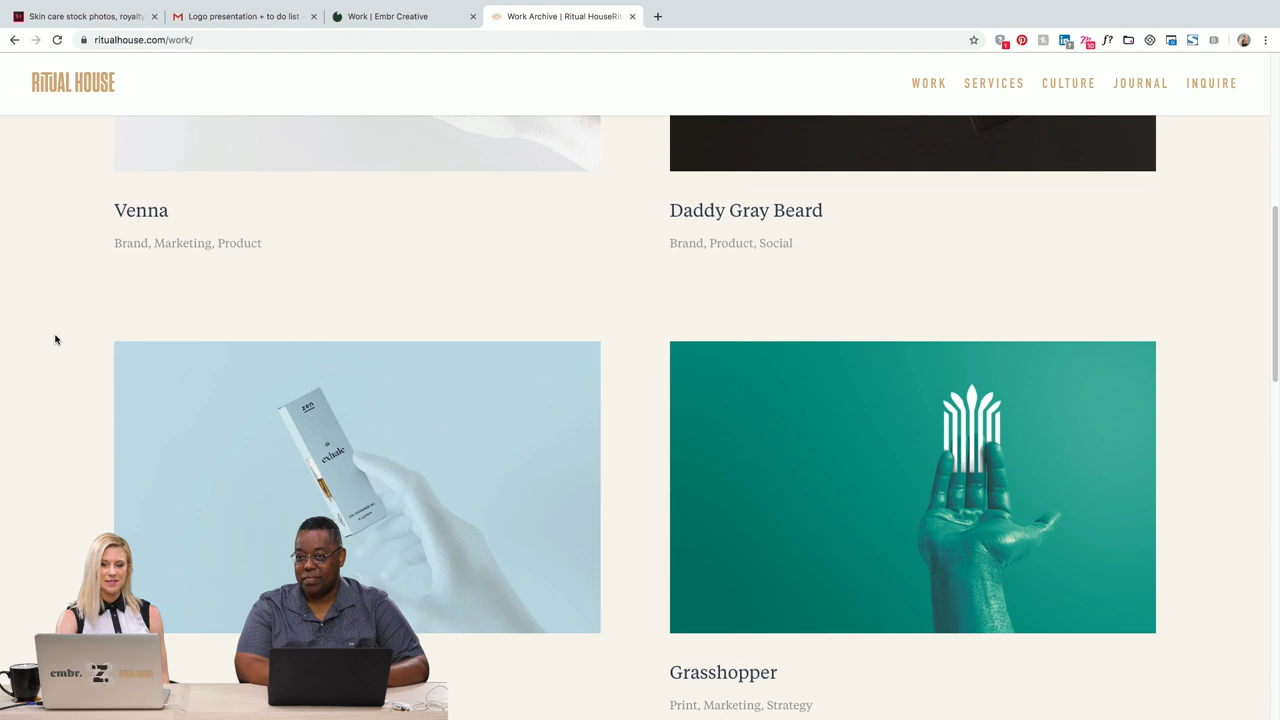 Skin care stock photos, royalty
Logo presentation + to do list
Work | Embr Creative
Work Archive | Ritual HouseRit
ritualhouse.com/work/
RITUAL HOUSE
WORK SERVICES CULTURE JOURNAL INQUIRE
Venna
Brand, Marketing, Product
Daddy Gray Beard
Brand, Product, Social
zen
exhale
Grasshopper
Print, Marketing, Strategy
embr.